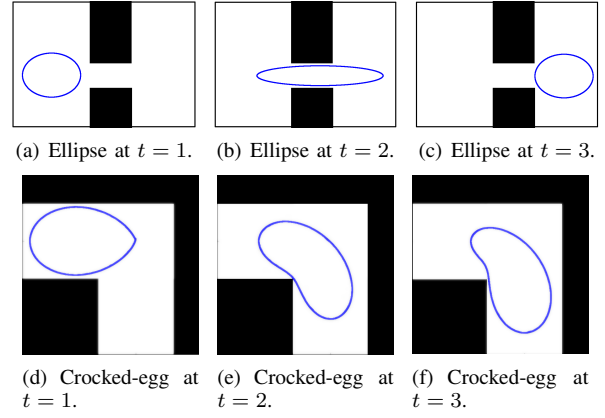 (a) Ellipse at t = 1.
(b) Ellipse at t = 2.
(c) Ellipse at t = 3.
(d) Crocked-egg at
t = 1.
(e) Crocked-egg at
t = 2.
(f) Crocked-egg at
t = 3.